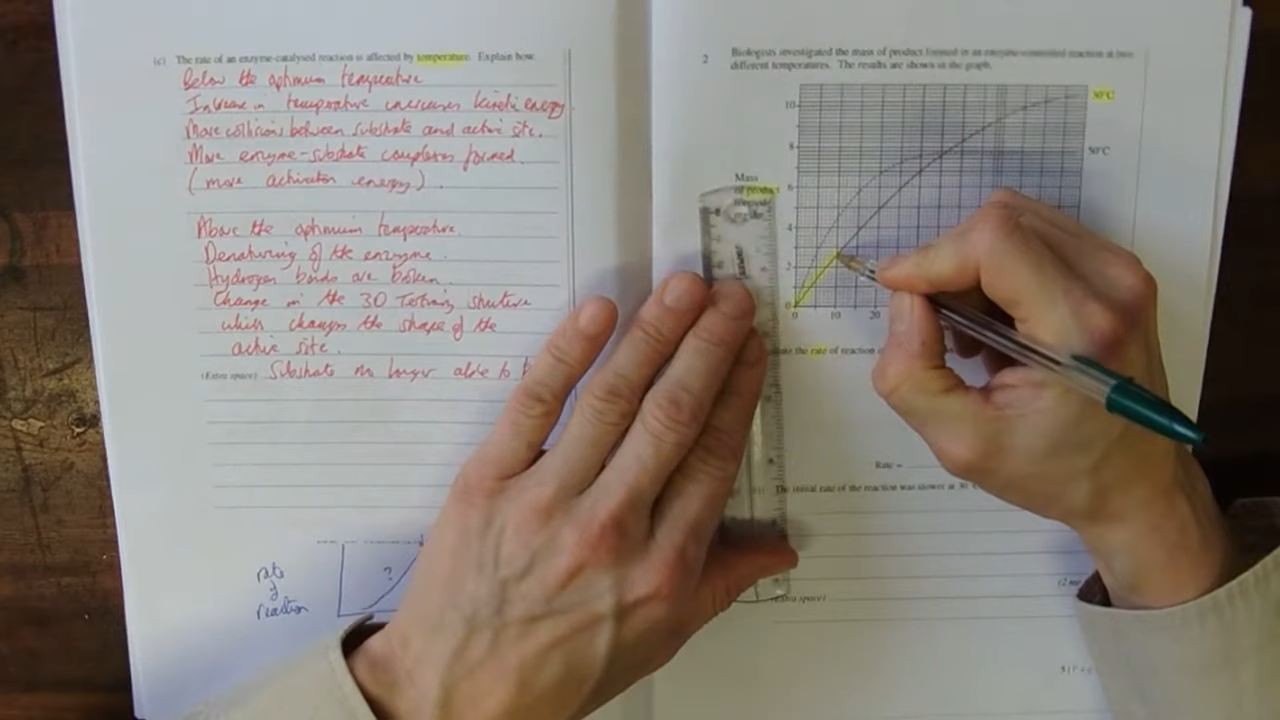 (c) The rate of an enzyme-catalysed reaction is affected by temperature. Explain how.
Below the optimum temperature
Increase in temperature increases kinetic energy
More collisions between substrate and active site.
More enzyme-substrate complexes formed.
(more activation energy).
Above the optimum temperature.
Denaturing of the enzyme.
Hydrogen bonds are broken.
Change in the 3D Tertiary structure
which changes the shape of the
active site.
(Extra space) Substrate no longer able to
rate
of
reaction
?
2 Biologists investigated the mass of product formed in an enzyme-controlled reaction at two
different temperatures. The results are shown in the graph.
30°C
50°C
10
8
6
4
2
0
Mass
of product
0 10 20
the rate of reaction
Rate =
The initial rate of the reaction was slower at 30
(2
(Extra space)